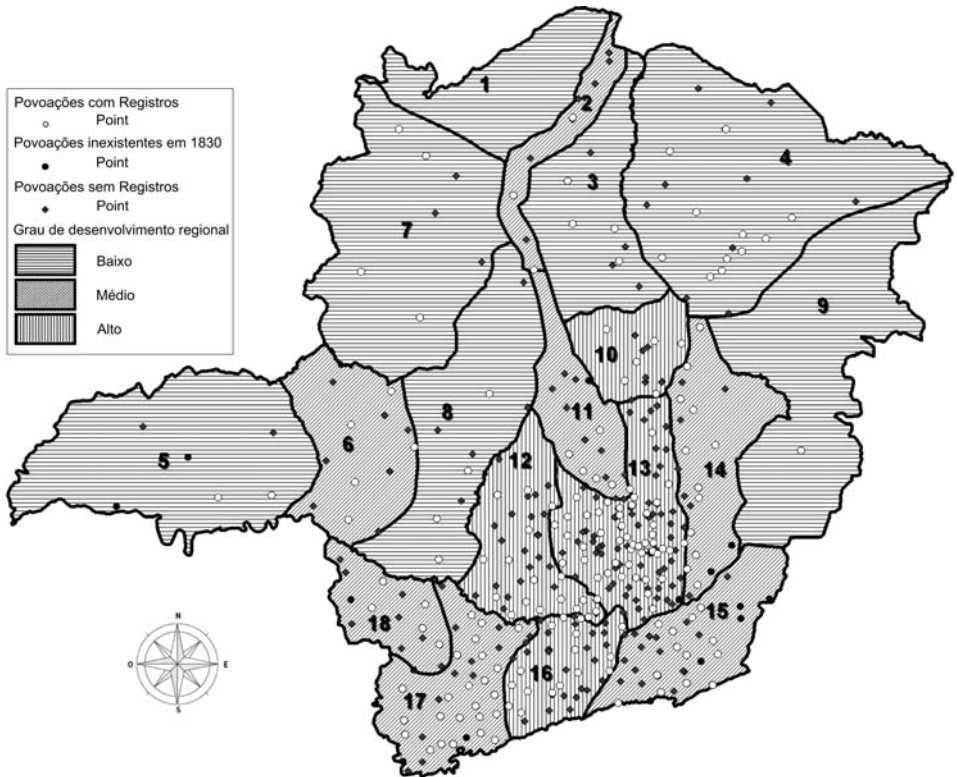 Povoações com Registros
Point
Povoações inexistentes em 1830
Point
Povoações sem Registros
Point
Grau de desenvolvimento regional
Baixo
Médio
Alto
1
2
3
4
7
9
10
8
11
5
6
12
13
14
15
18
16
17
N
O
E
S